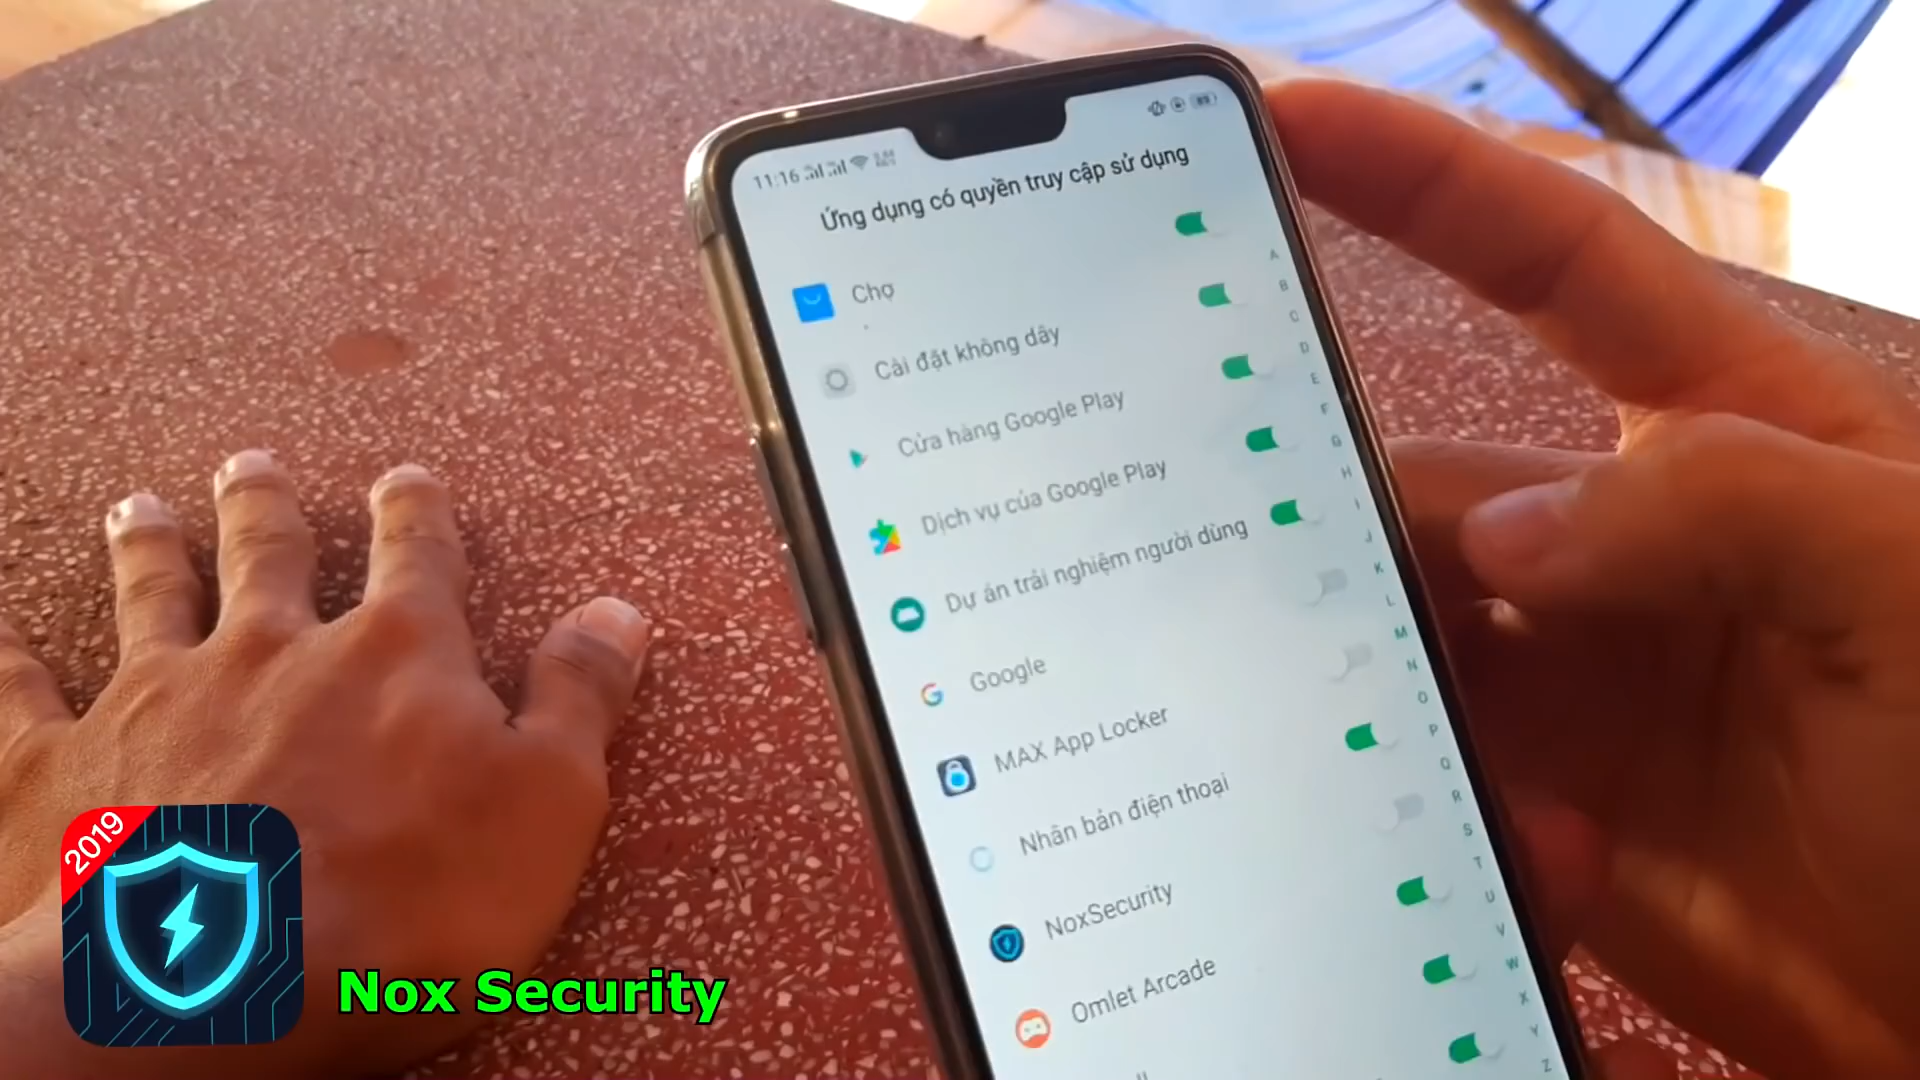 11:16
Ứng dụng có quyền truy cập sử dụng
Chợ
Cài đặt không dây
Cửa hàng Google Play
Dịch vụ của Google Play
Dự án trải nghiệm người dùng
Google
MAX App Locker
Nhân bản điện thoại
NoxSecurity
Omlet Arcade
A
B
C
D
E
F
G
H
I
J
K
L
M
N
O
P
Q
R
S
T
U
V
W
X
Y
Z
2019
Nox Security